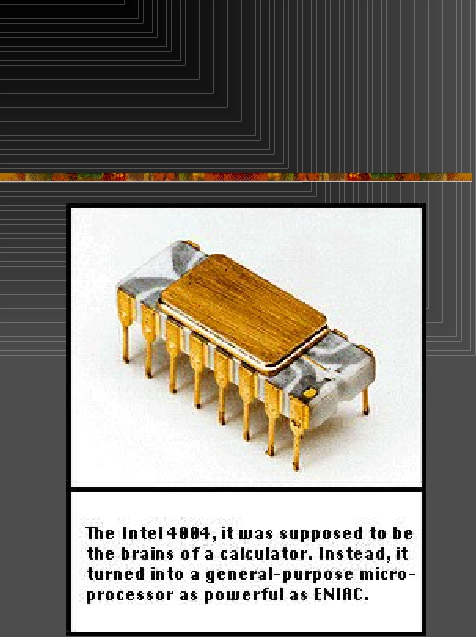 The Intel 4004, it was supposed to be
the brains of a calculator. Instead, it
turned into a general-purpose micro-
processor as powerful as ENIAC.